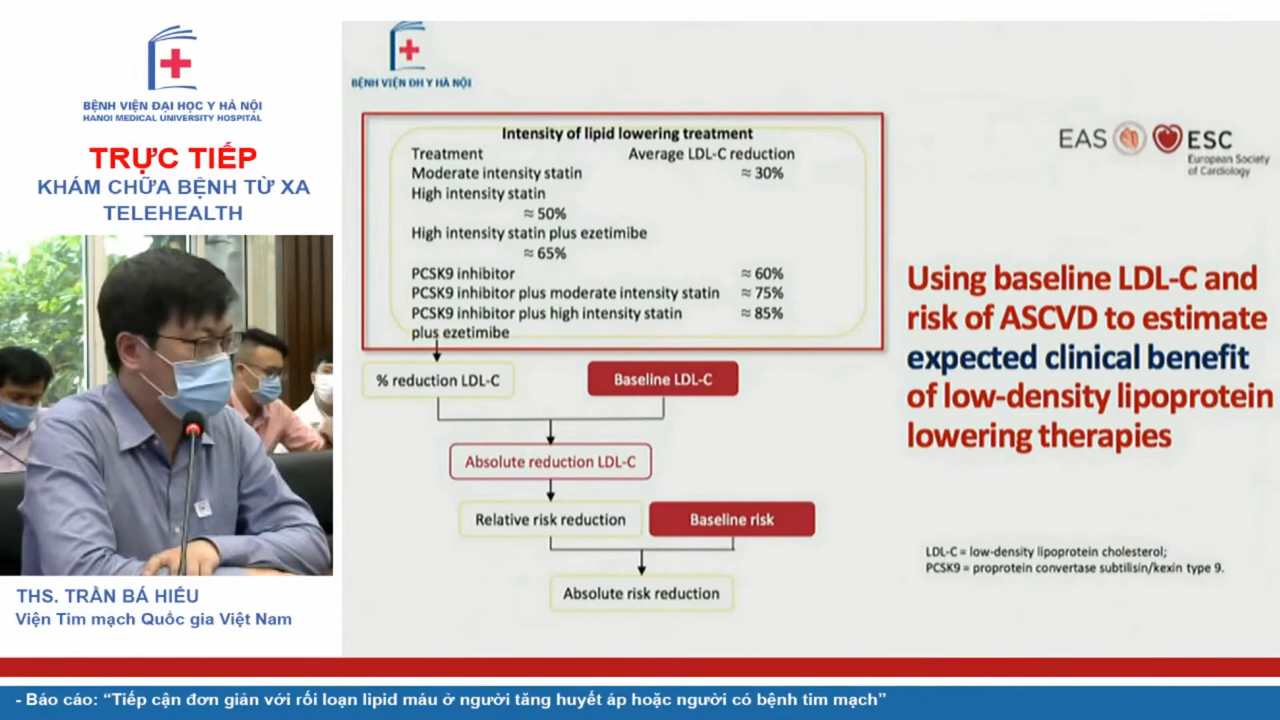 BỆNH VIỆN ĐẠI HỌC Y HÀ NỘI
HANOI MEDICAL UNIVERSITY HOSPITAL
TRỰC TIẾP
KHÁM CHỮA BỆNH TỪ XA
TELEHEALTH
THS. TRẦN BÁ HIẾU
Viện Tim mạch Quốc gia Việt Nam
BỆNH VIỆN ĐH Y HÀ NỘI
Intensity of lipid lowering treatment
Treatment Average LDL-C reduction
Moderate intensity statin ≈ 30%
High intensity statin
≈ 50%
High intensity statin plus ezetimibe
≈ 65%
PCSK9 inhibitor ≈ 60%
PCSK9 inhibitor plus moderate intensity statin ≈ 75%
PCSK9 inhibitor plus high intensity statin ≈ 85%
plus ezetimibe
% reduction LDL-C Baseline LDL-C
Absolute reduction LDL-C
Relative risk reduction Baseline risk
Absolute risk reduction
EAS ESC
European Society
of Cardiology
Using baseline LDL-C and
risk of ASCVD to estimate
expected clinical benefit
of low-density lipoprotein
lowering therapies
LDL-C = low-density lipoprotein cholesterol;
PCSK9 = proprotein convertase subtilisin/kexin type 9.
- Báo cáo: “Tiếp cận đơn giản với rối loạn lipid máu ở người tăng huyết áp hoặc người có bệnh tim mạch”